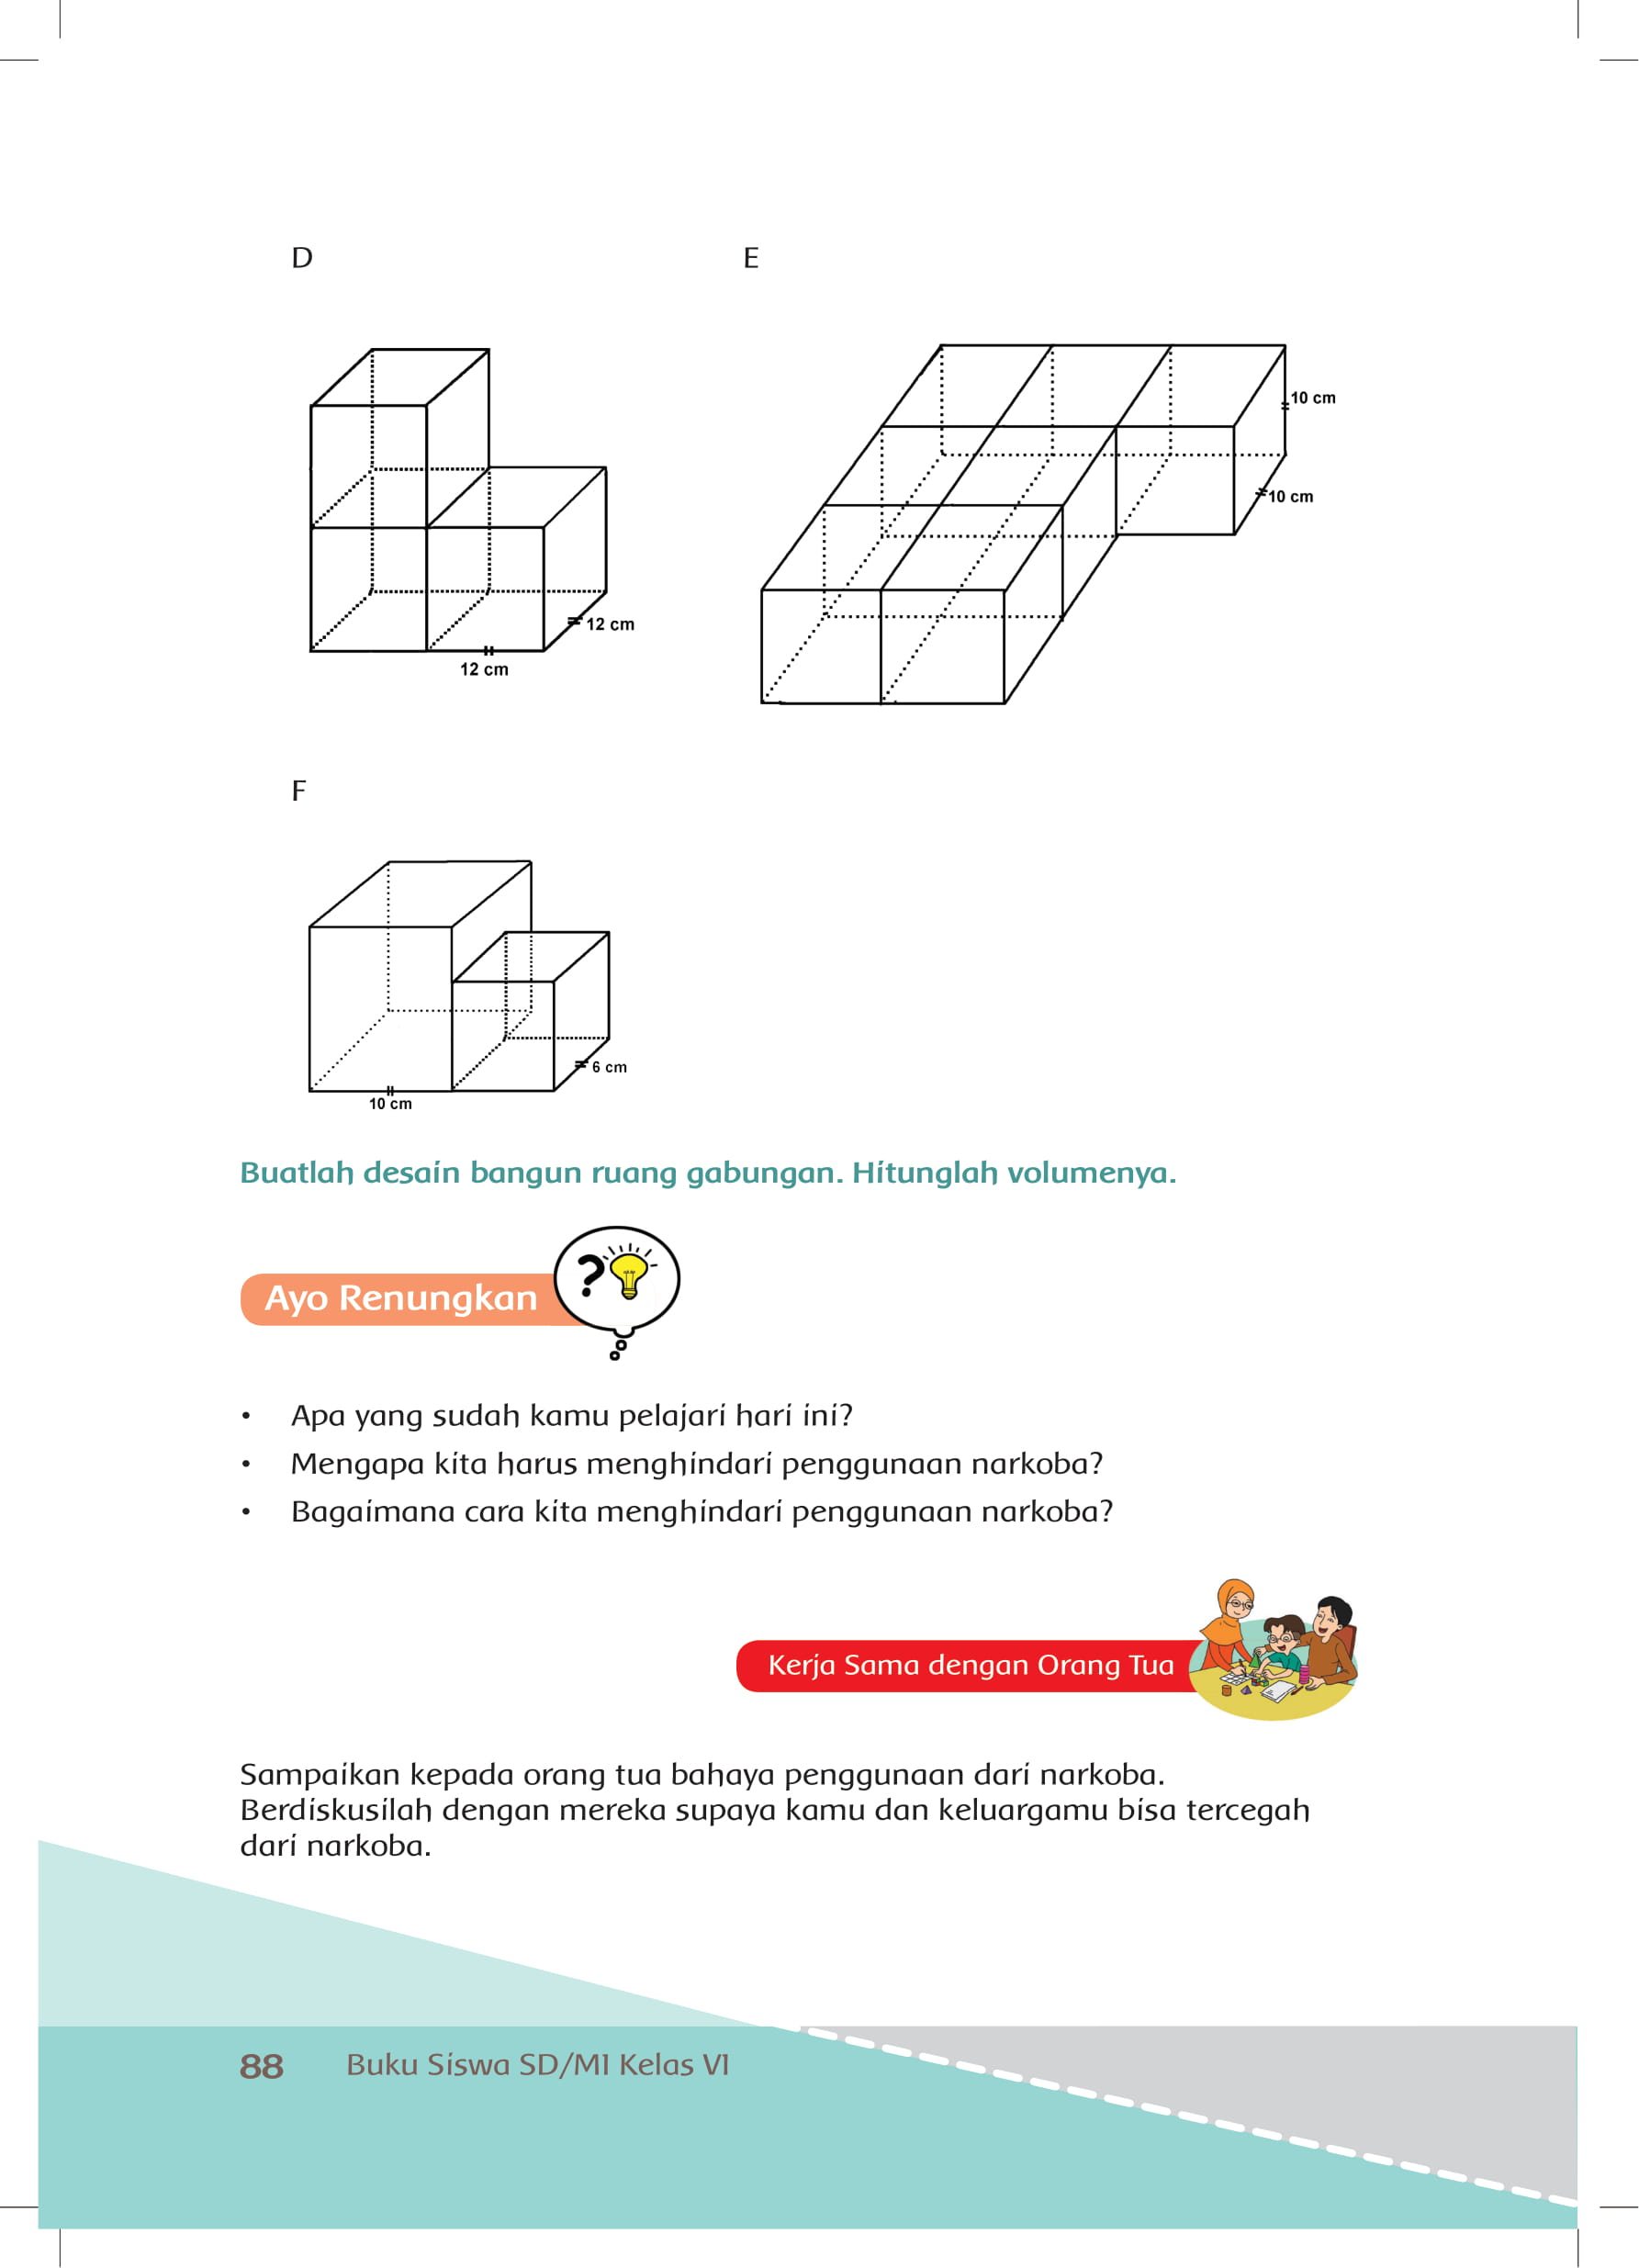 D
E
10 cm
10 cm
12 cm
12 cm
F
6 cm
10 cm
Buatlah desain bangun ruang gabungan. Hitunglah volumenya.
?
Ayo Renungkan
• Apa yang sudah kamu pelajari hari ini?
• Mengapa kita harus menghindari penggunaan narkoba?
• Bagaimana cara kita menghindari penggunaan narkoba?
Kerja Sama dengan Orang Tua
Sampaikan kepada orang tua bahaya penggunaan dari narkoba.
Berdiskusilah dengan mereka supaya kamu dan keluargamu bisa tercegah
dari narkoba.
88 Buku Siswa SD/MI Kelas VI